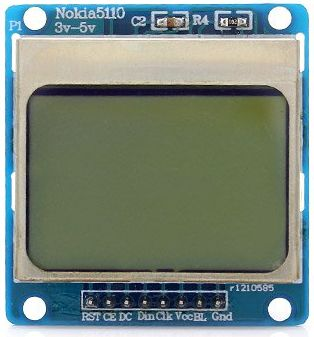 Nokia5110
P1 3v-5v C2 R4
r1210585
RST CE DC Din Clk Vcc BL Gnd